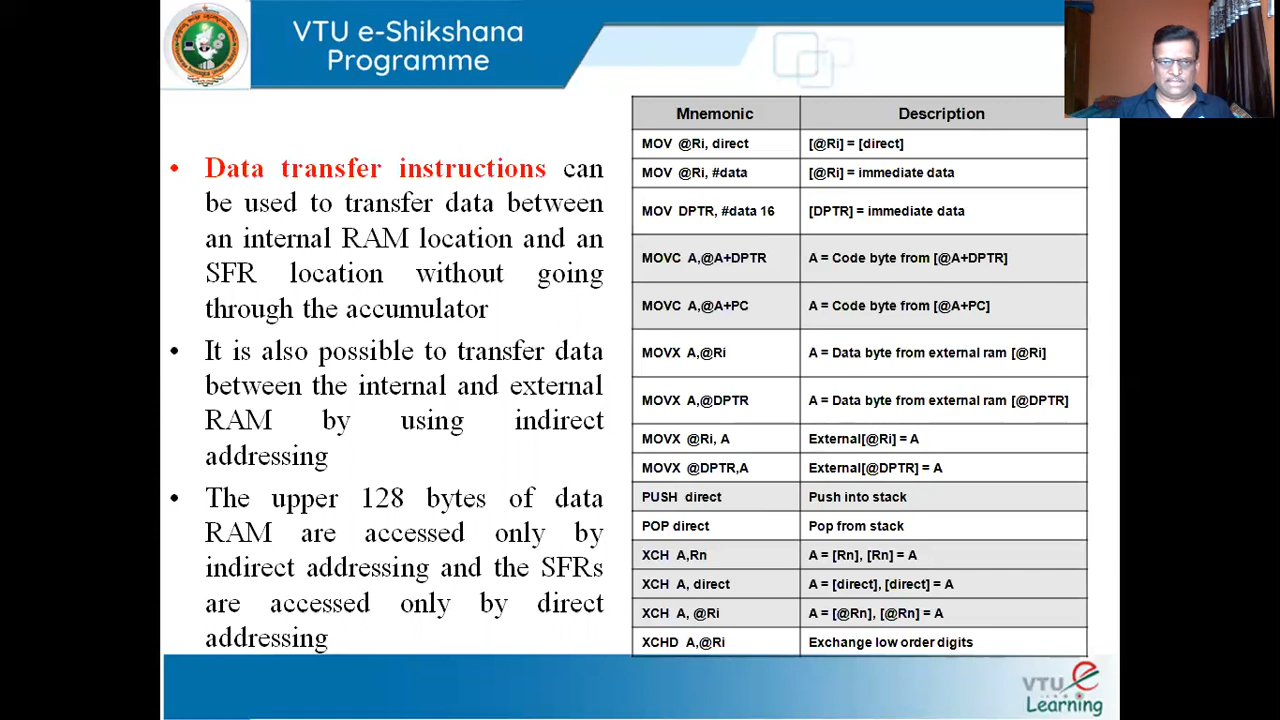 VTU e-Shikshana
Programme
• Data transfer instructions can
be used to transfer data between
an internal RAM location and an
SFR location without going
through the accumulator
• It is also possible to transfer data
between the internal and external
RAM by using indirect
addressing
• The upper 128 bytes of data
RAM are accessed only by
indirect addressing and the SFRs
are accessed only by direct
addressing
Mnemonic Description
MOV @Ri, direct [@Ri] = [direct]
MOV @Ri, #data [@Ri] = immediate data
MOV DPTR, #data 16 [DPTR] = immediate data
MOVC A,@A+DPTR A = Code byte from [@A+DPTR]
MOVC A,@A+PC A = Code byte from [@A+PC]
MOVX A,@Ri A = Data byte from external ram [@Ri]
MOVX A,@DPTR A = Data byte from external ram [@DPTR]
MOVX @Ri, A External[@Ri] = A
MOVX @DPTR,A External[@DPTR] = A
PUSH direct Push into stack
POP direct Pop from stack
XCH A,Rn A = [Rn], [Rn] = A
XCH A, direct A = [direct], [direct] = A
XCH A, @Ri A = [@Rn], [@Rn] = A
XCHD A,@Ri Exchange low order digits
VTU e
Learning